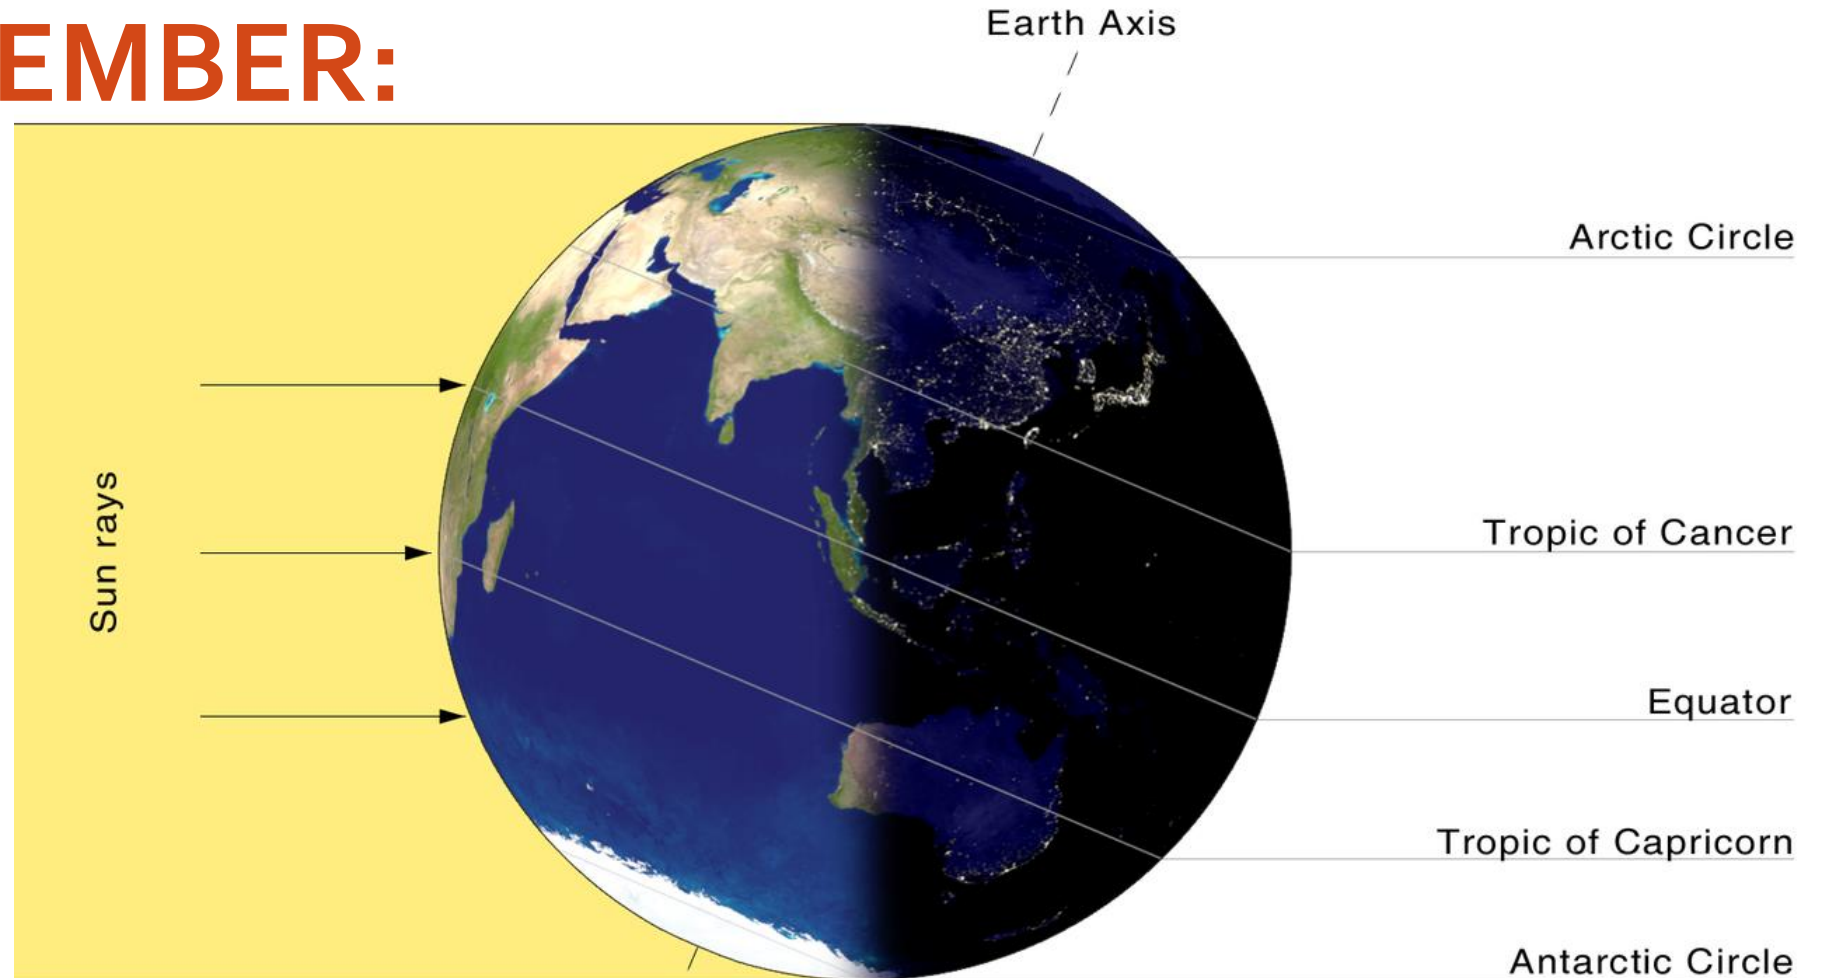 EMBER:
Earth Axis
Arctic Circle
Sun rays
Tropic of Cancer
Equator
Tropic of Capricorn
Antarctic Circle